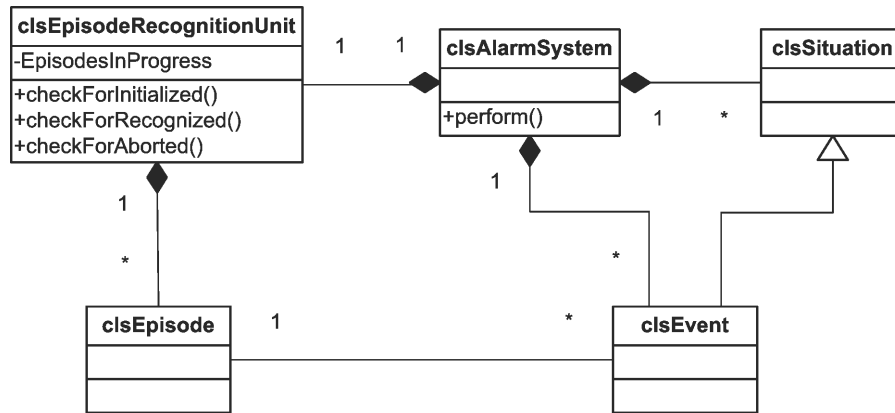 clsEpisodeRecognitionUnit
-EpisodesInProgress
+checkForInitialized()
+checkForRecognized()
+checkForAborted()
1
1
clsAlarmSystem
+perform()
clsSituation
1
*
1
*
1
*
clsEpisode
1
*
clsEvent